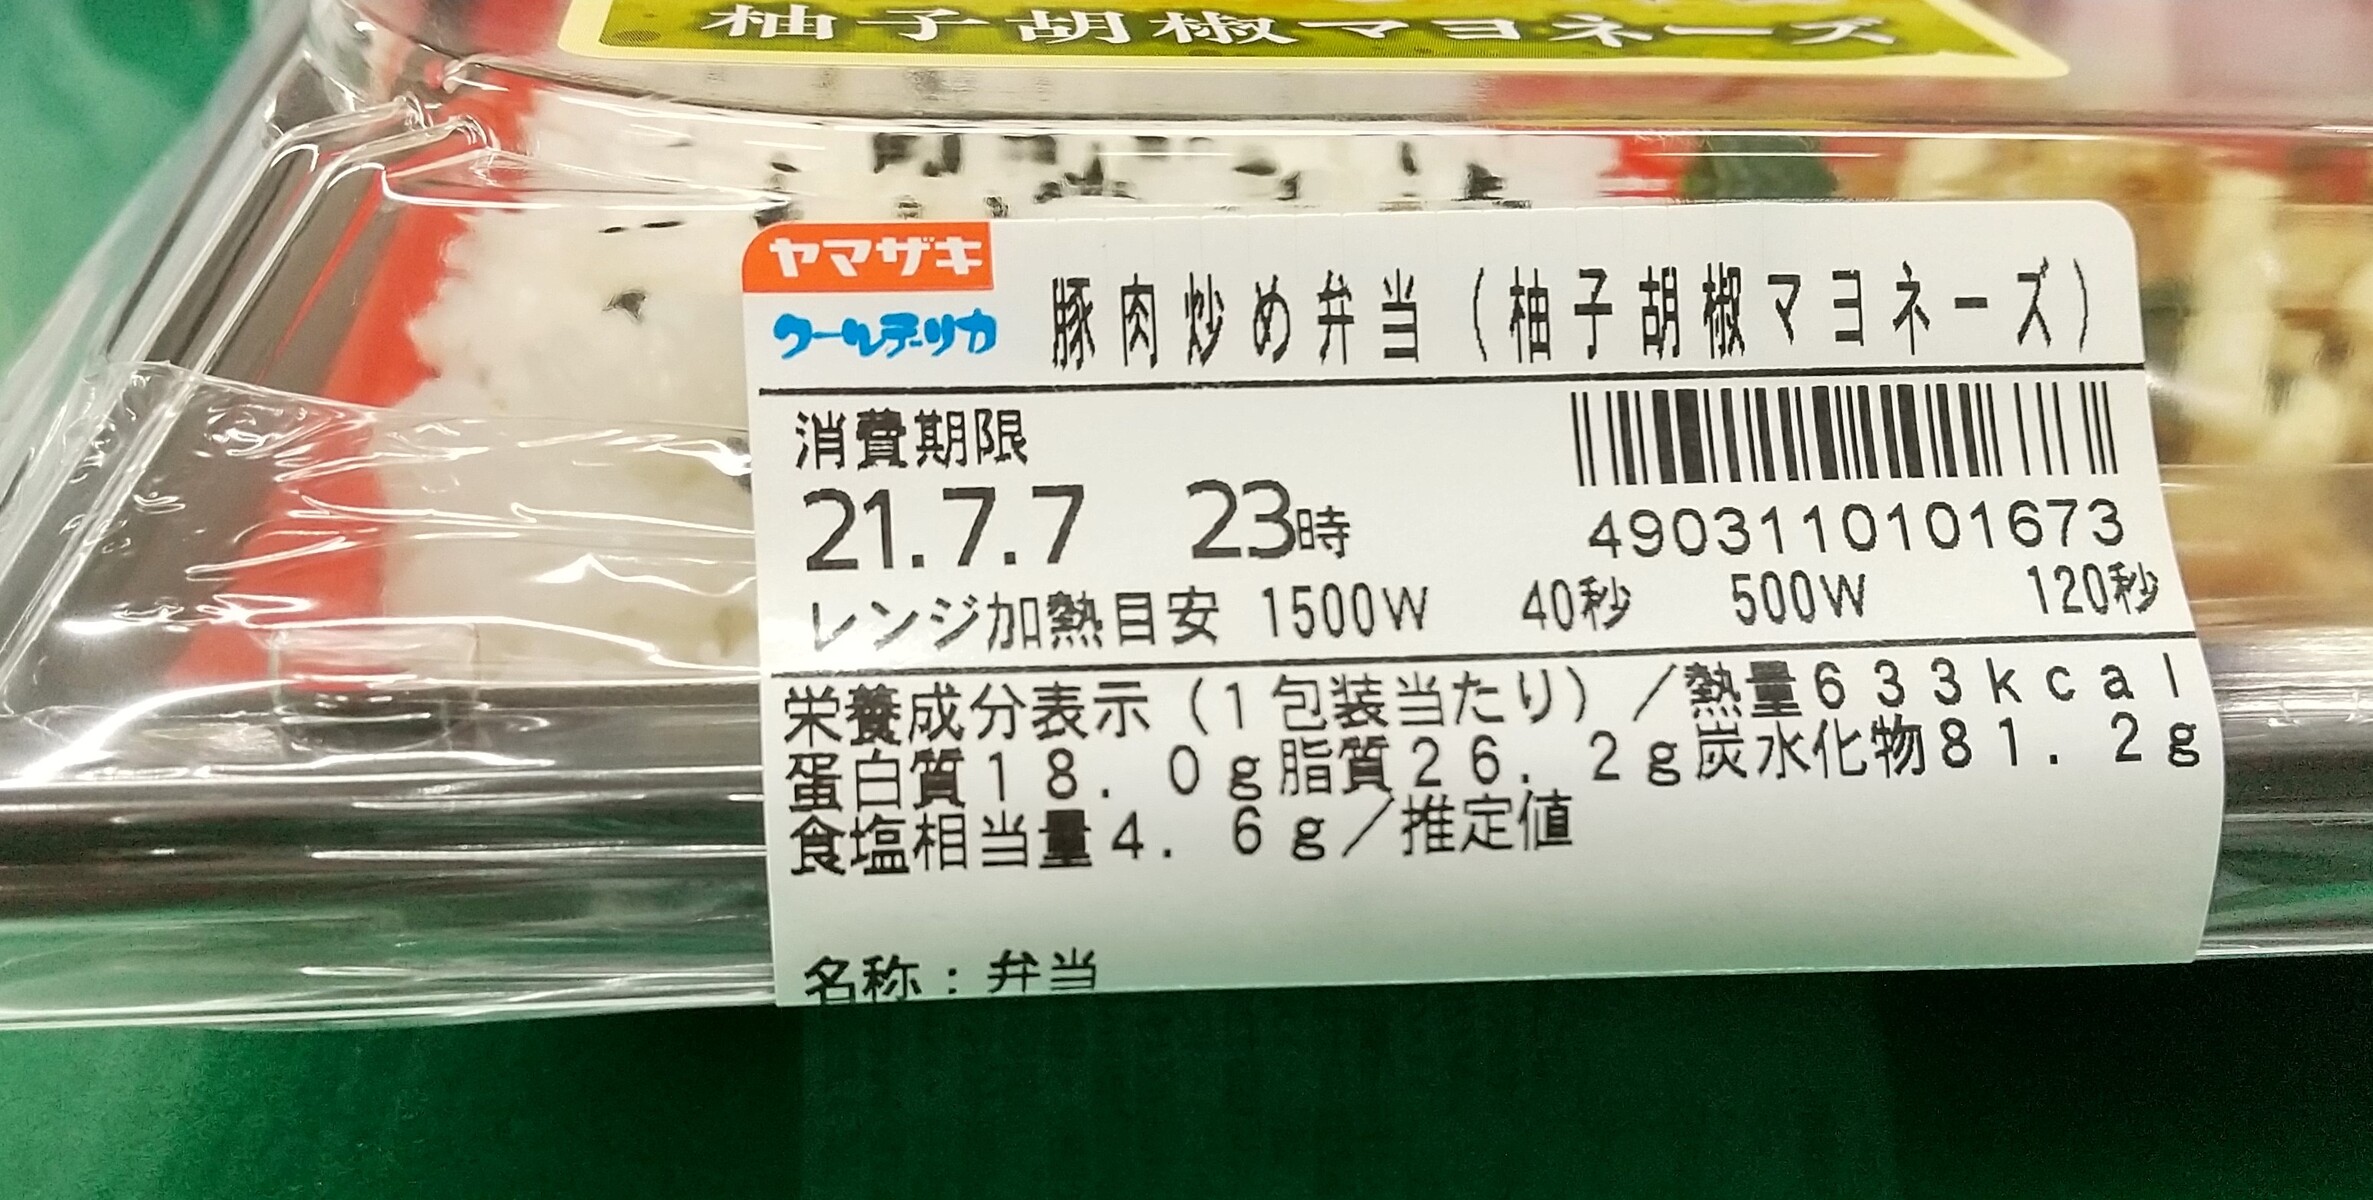 柚子胡椒マヨネーズ
ヤマザキ
クールデリカ
豚肉炒め弁当(柚子胡椒マヨネーズ)
消費期限
21.7.7 23時
4903110101673
レンジ加熱目安 1500W 40秒 500W 120秒
栄養成分表示(1包装当たり)/熱量633kcal
蛋白質18.0g脂質26.2g炭水化物81.2g
食塩相当量4.6g/推定値
名称:弁当